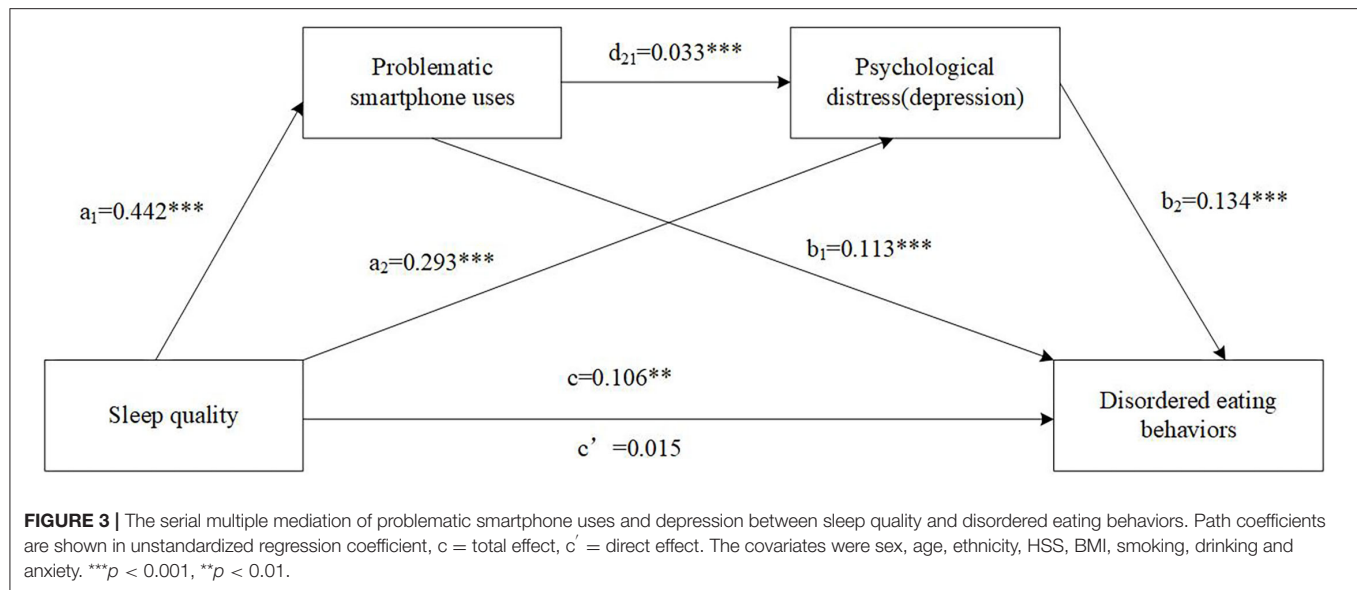 d21=0.033***
Problematic
smartphone uses
Psychological
distress(depression)
a1=0.442***
b2=0.134***
a2=0.293***
b1=0.113***
c=0.106**
Sleep quality
Disordered eating
behaviors
c’ =0.015
FIGURE 3 | The serial multiple mediation of problematic smartphone uses and depression between sleep quality and disordered eating behaviors. Path coefficients
are shown in unstandardized regression coefficient, c = total effect, c′ = direct effect. The covariates were sex, age, ethnicity, HSS, BMI, smoking, drinking and
anxiety. ***p < 0.001, **p < 0.01.